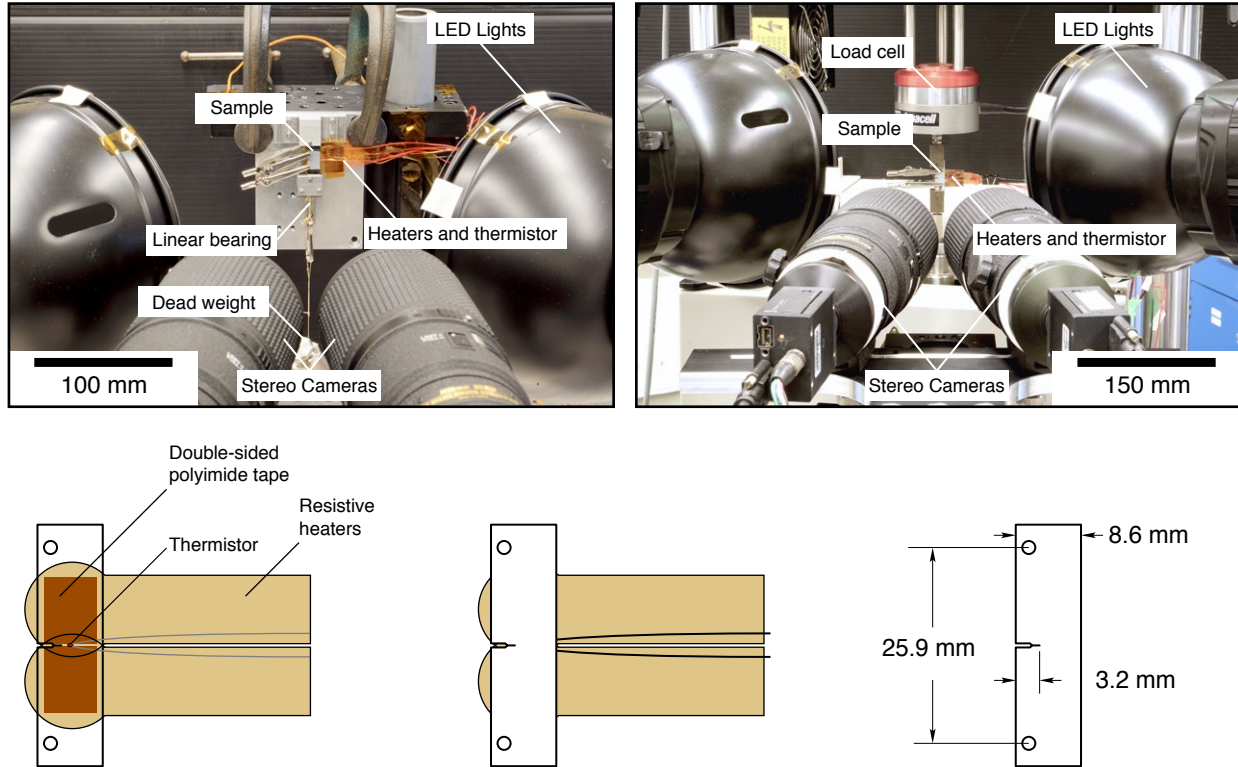 LED Lights
Sample
Linear bearing
Heaters and thermistor
Dead weight
Stereo Cameras
100 mm
LED Lights
Load cell
Sample
Heaters and thermistor
Stereo Cameras
150 mm
Double-sided
polyimide tape
Resistive
heaters
Thermistor
8.6 mm
25.9 mm
3.2 mm